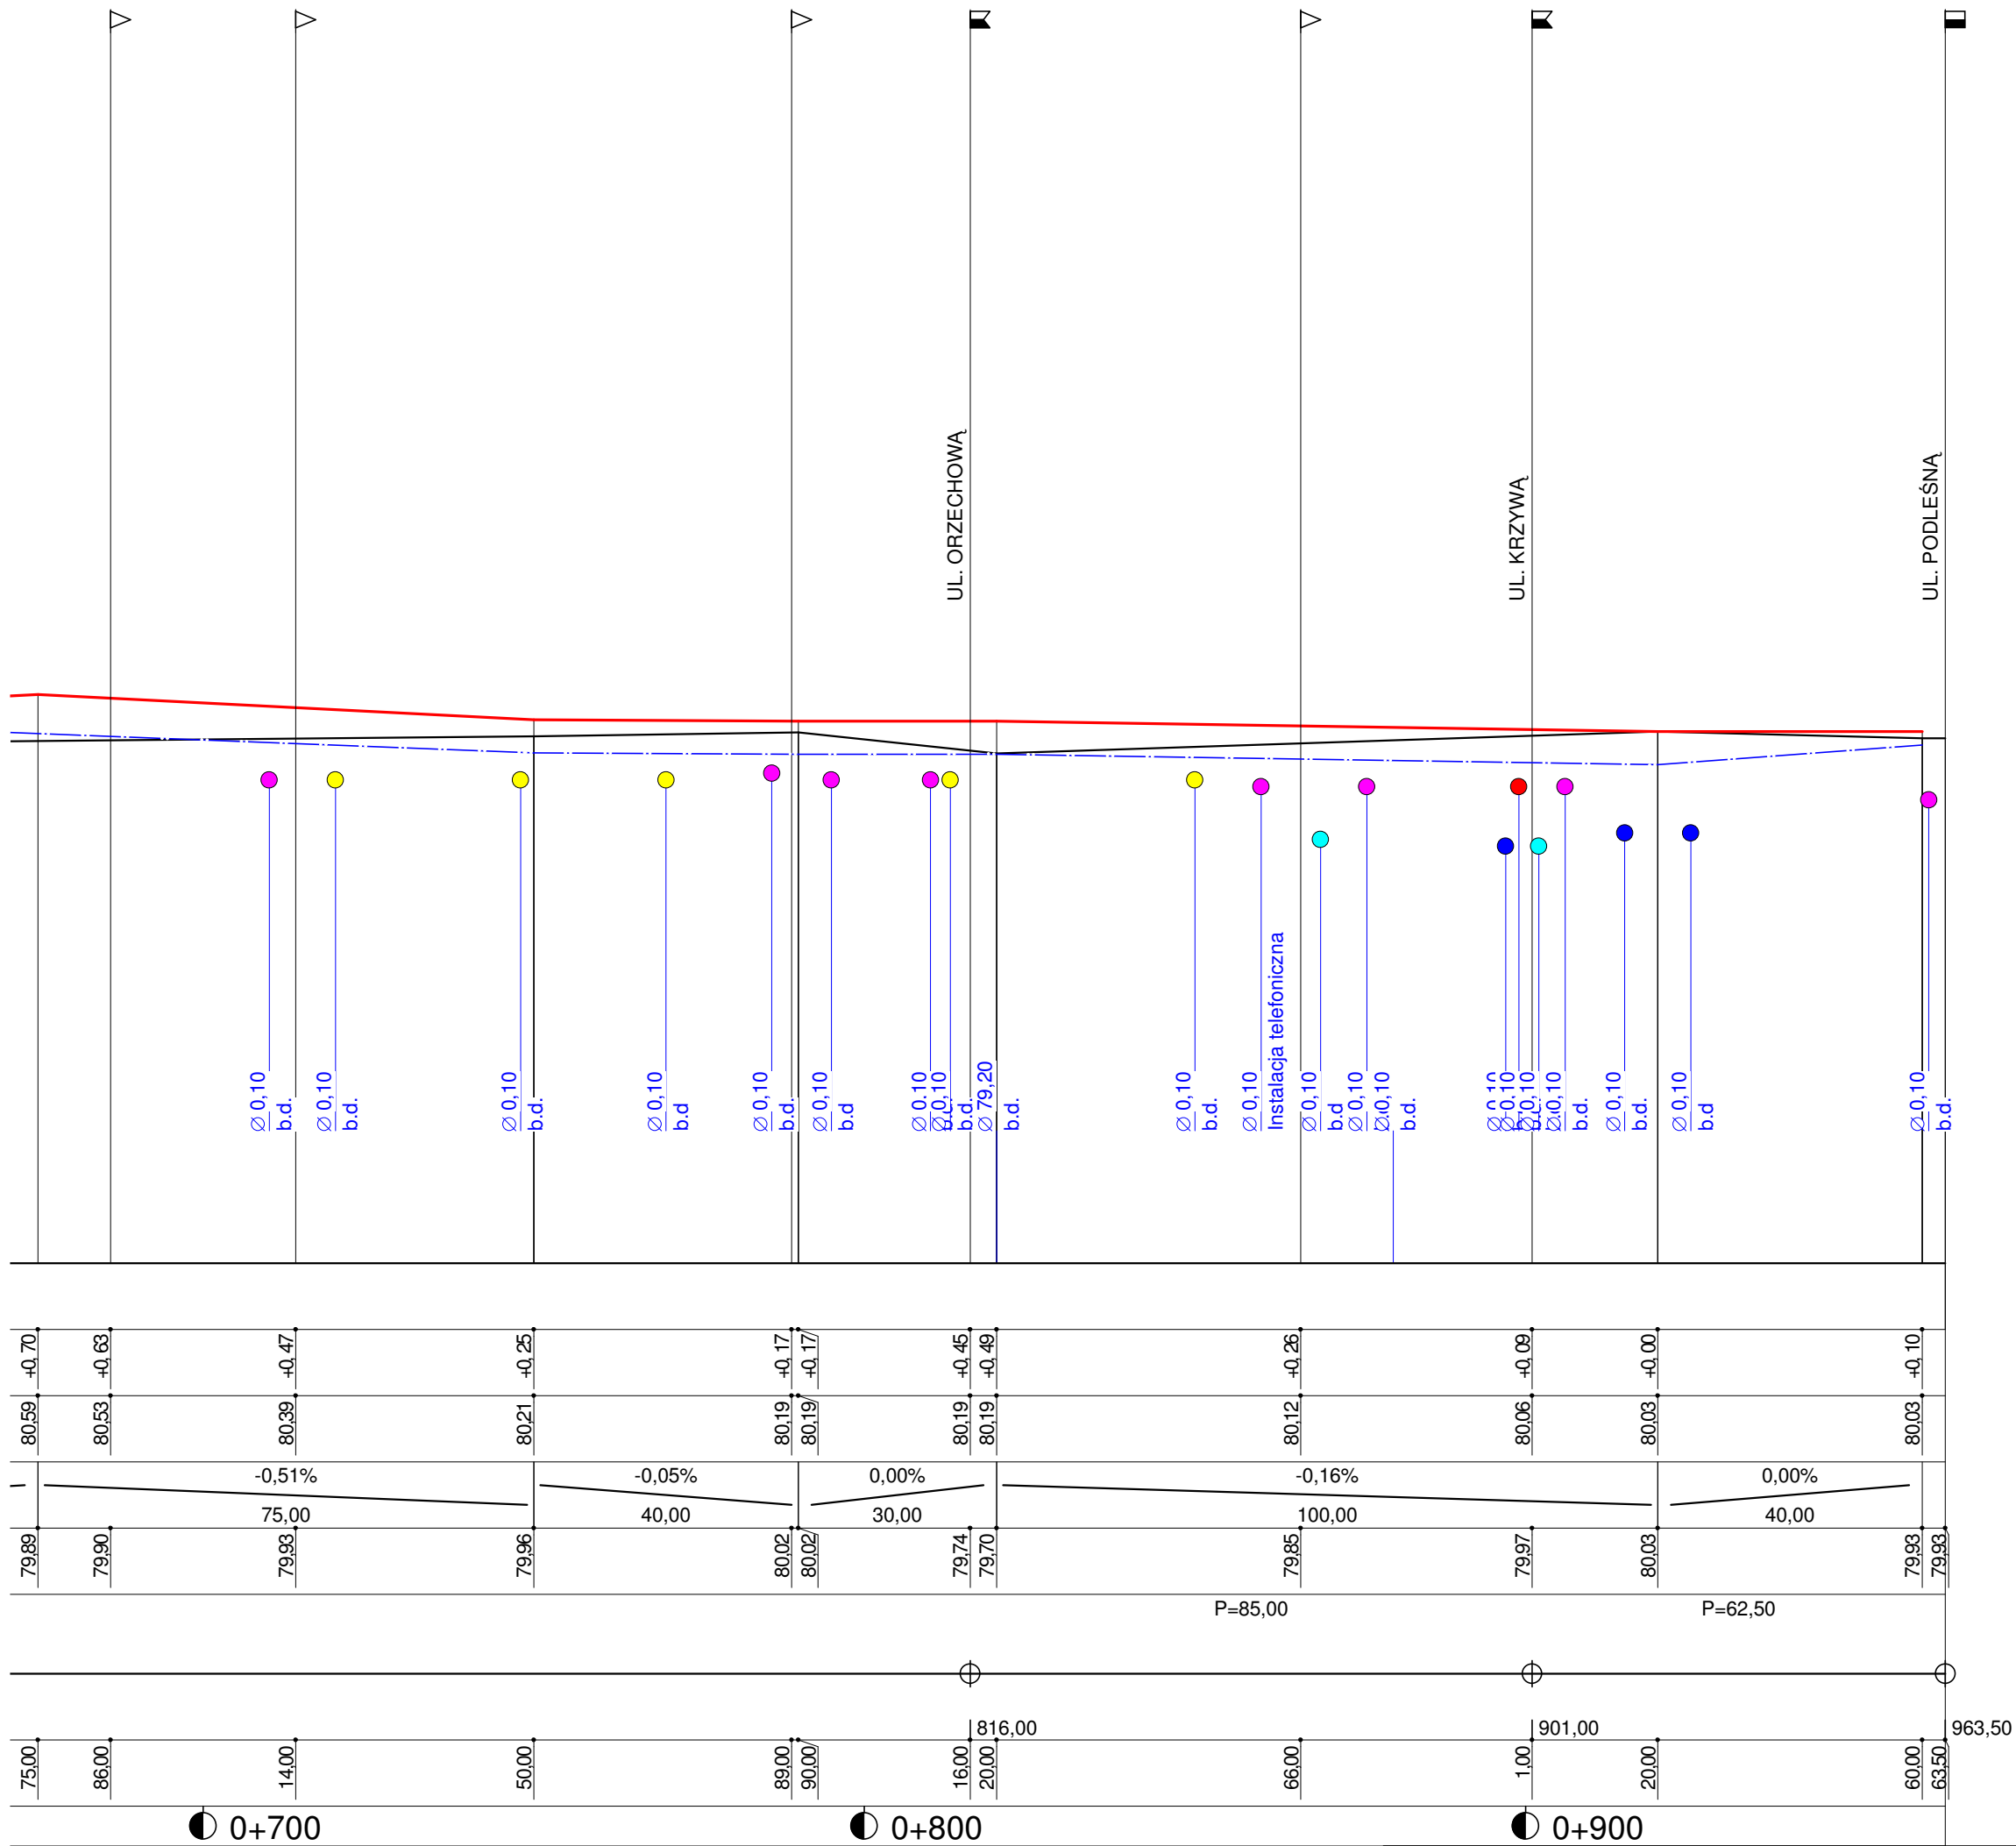 UL. ORZECHOWĄ
UL. KRZYWĄ
UL. PODLEŚNĄ
Ø 0,10
b.d.
Ø 0,10
b.d.
Ø 0,10
b.d.
Ø 0,10
b.d
Ø 0,10
b.d.
Ø 0,10
b.d
Ø 0,10
Ø 0,10
b.d.
Ø 79,20
b.d.
Ø 0,10
b.d.
Ø 0,10
Instalacja telefoniczna
Ø 0,10
b.d
Ø 0,10
Ø 0,10
b.d.
Ø 0,10
Ø 0,10
Ø 0,10
b.d.
Ø 0,10
b.d.
Ø 0,10
b.d
Ø 0,10
b.d.
+0,70 +0,63 +0,47 +0,25 +0,17 +0,17 +0,45 +0,49 +0,26 +0,09 +0,00 +0,10
80,59 80,53 80,39 80,21 80,19 80,19 80,19 80,19 80,12 80,06 80,03 80,03
-0,51% -0,05% 0,00% -0,16% 0,00%
75,00 40,00 30,00 100,00 40,00
79,89 79,90 79,93 79,96 80,02 80,02 79,74 79,70 79,85 79,97 80,03 79,93 79,93
P=85,00 P=62,50
816,00 901,00 963,50
75,00 86,00 14,00 50,00 89,00 90,00 16,00 20,00 66,00 1,00 20,00 60,00 63,50
0+700 0+800 0+900